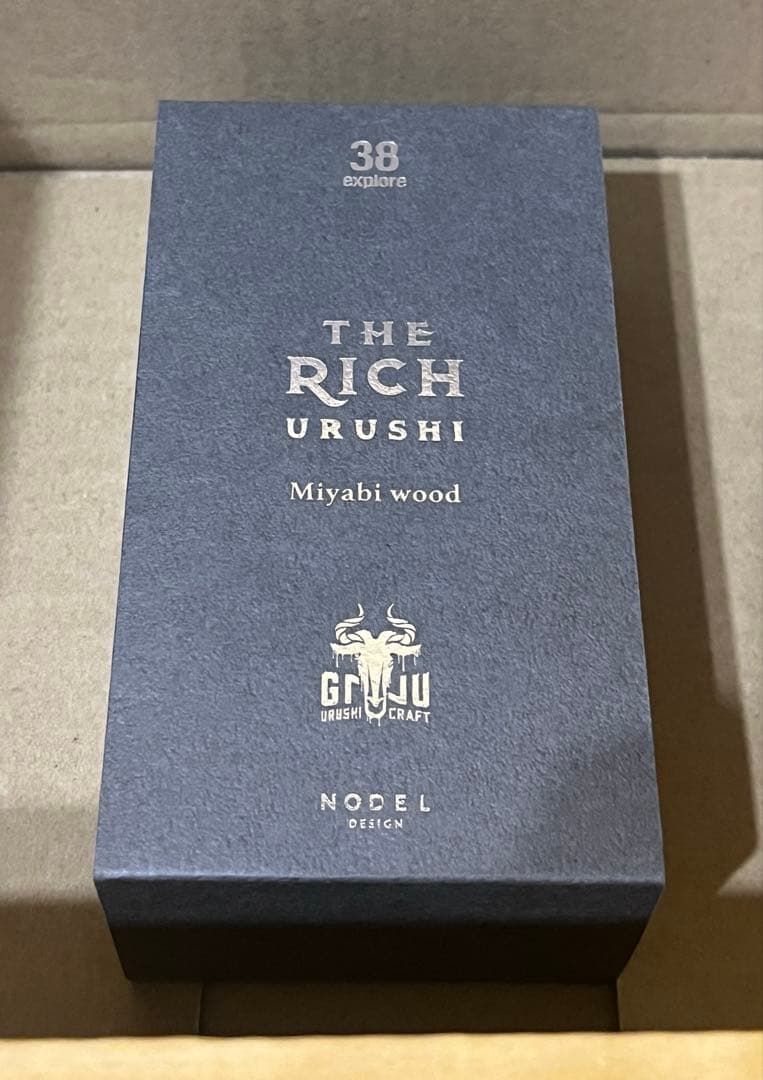 38
explore
THE
RICH
URUSHI
Miyabi wood
URUSHI CRAFT
NODEL
DESIGN